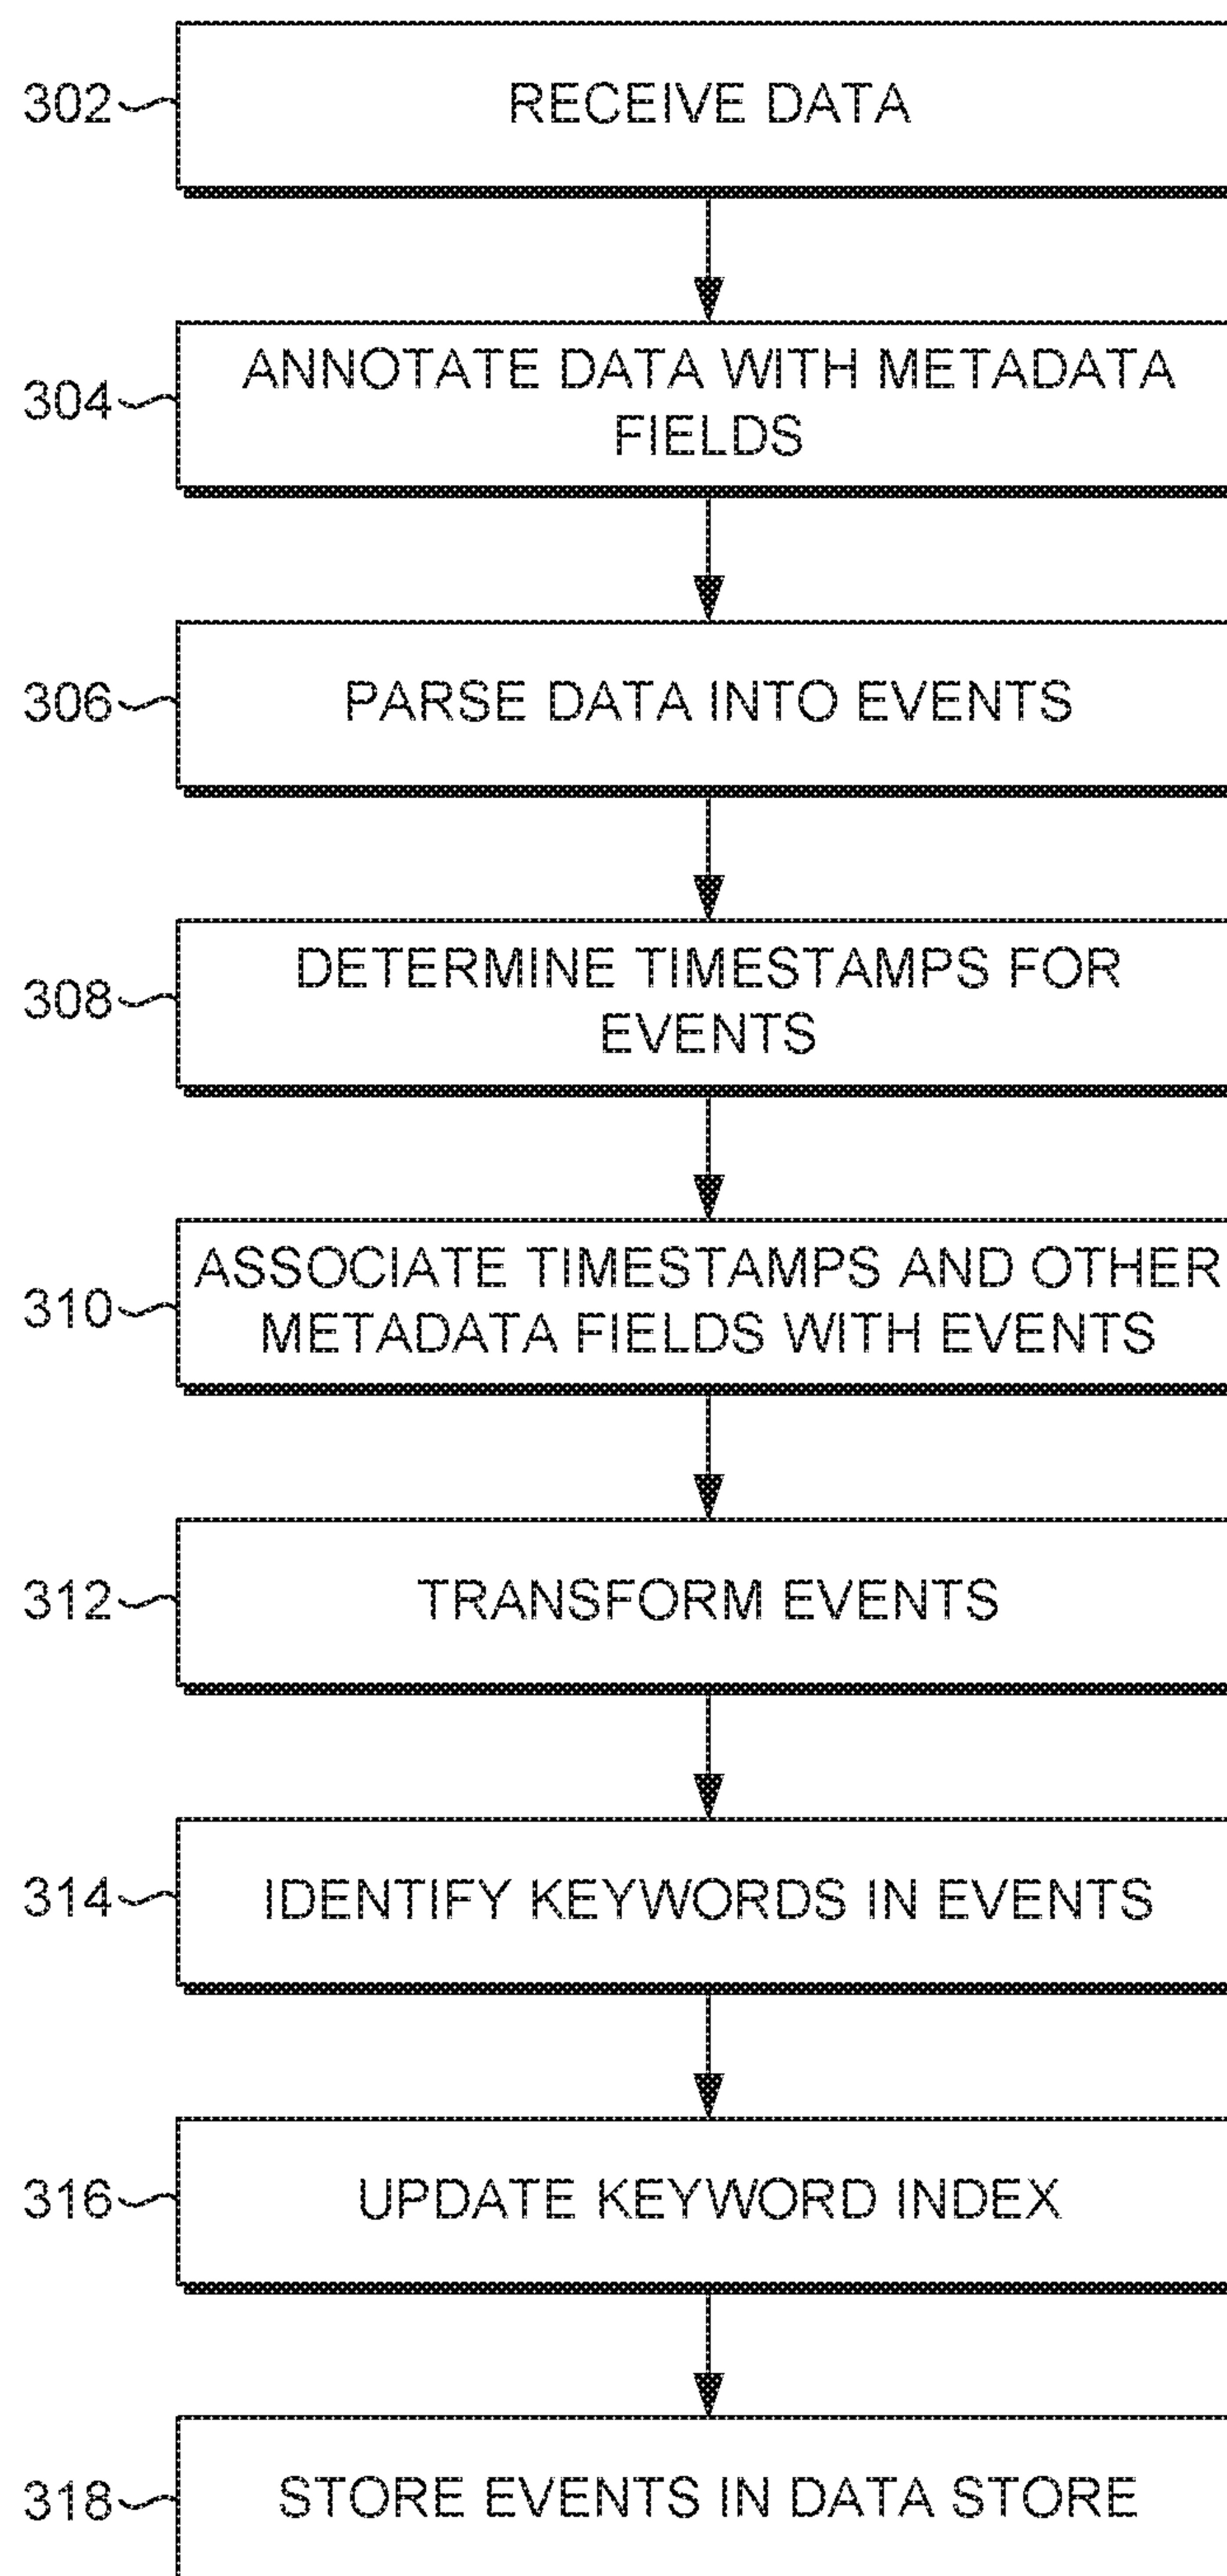 302
RECEIVE DATA
304
ANNOTATE DATA WITH METADATA
FIELDS
306
PARSE DATA INTO EVENTS
308
DETERMINE TIMESTAMPS FOR
EVENTS
310
ASSOCIATE TIMESTAMPS AND OTHER
METADATA FIELDS WITH EVENTS
312
TRANSFORM EVENTS
314
IDENTIFY KEYWORDS IN EVENTS
316
UPDATE KEYWORD INDEX
318
STORE EVENTS IN DATA STORE